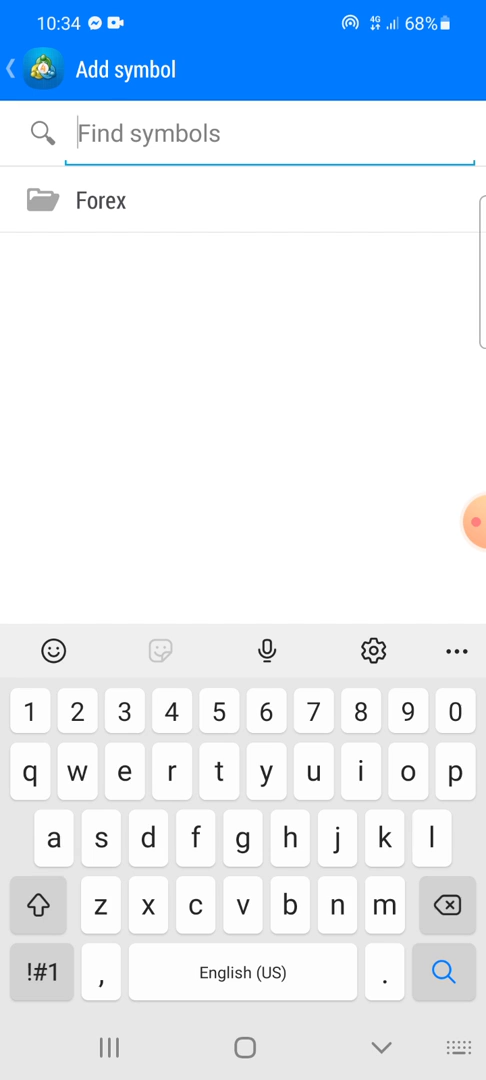 10:34
4G
68%
Add symbol
Find symbols
Forex
1 2 3 4 5 6 7 8 9 0
q w e r t y u i o p
a s d f g h j k l
z x c v b n m
!#1 , English (US) .